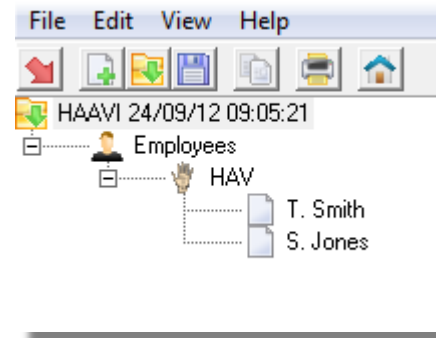 File Edit View Help
HAAVI 24/09/12 09:05:21
Employees
HAV
T. Smith
S. Jones